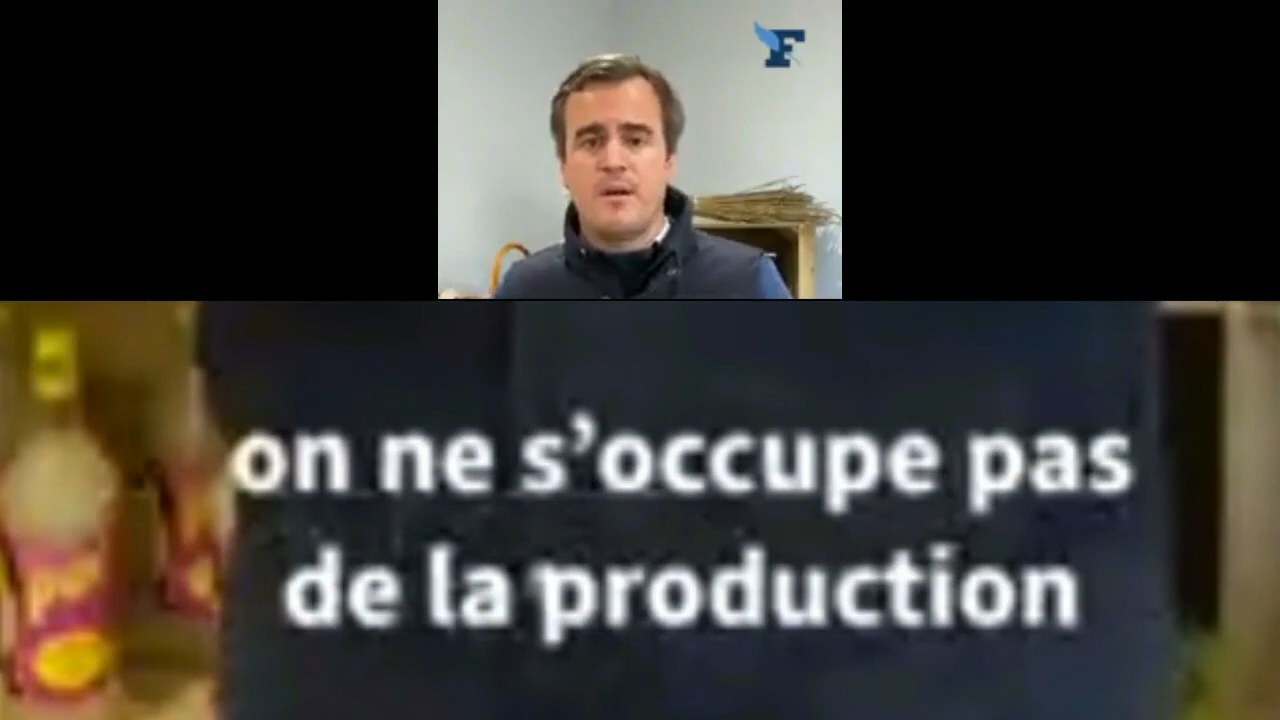 F
on ne s’occupe pas
de la production